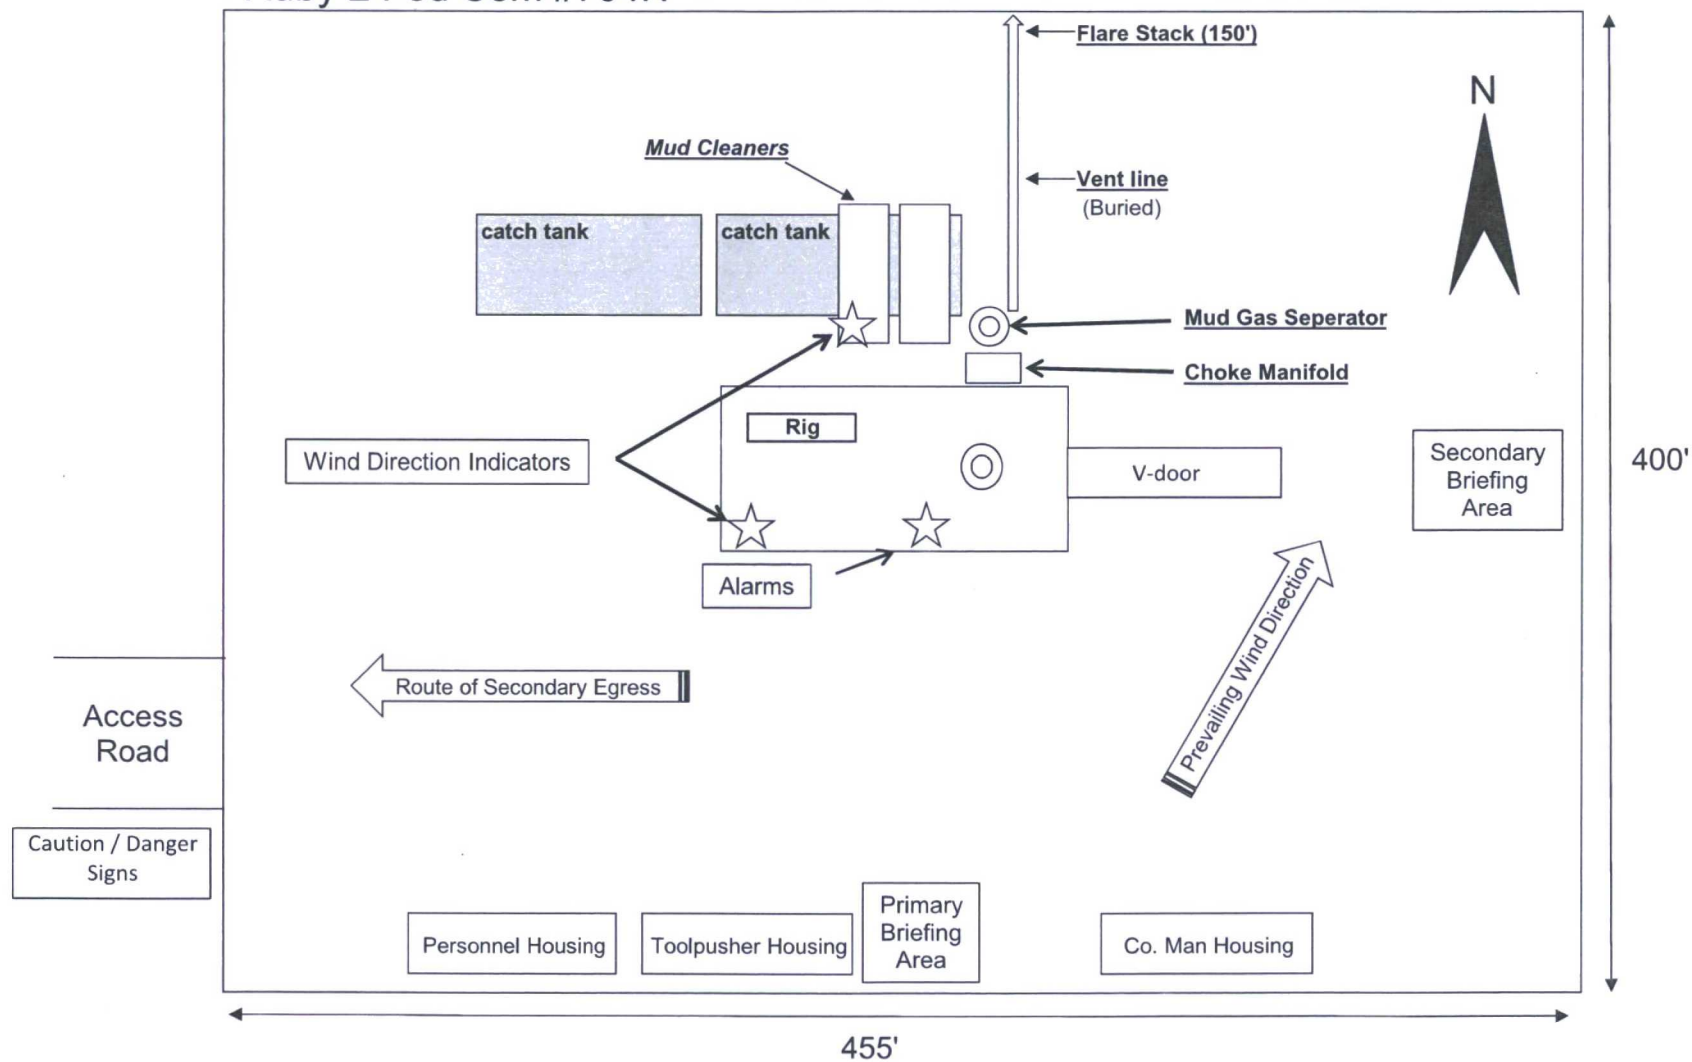 Flare Stack (150')
N
Mud Cleaners
Vent line
(Buried)
catch tank
catch tank
Mud Gas Seperator
Choke Manifold
Rig
Wind Direction Indicators
V-door
Secondary
Briefing
Area
400'
Alarms
Prevailing Wind Direction
Route of Secondary Egress
Access
Road
Caution / Danger
Signs
Personnel Housing
Toolpusher Housing
Primary
Briefing
Area
Co. Man Housing
455'